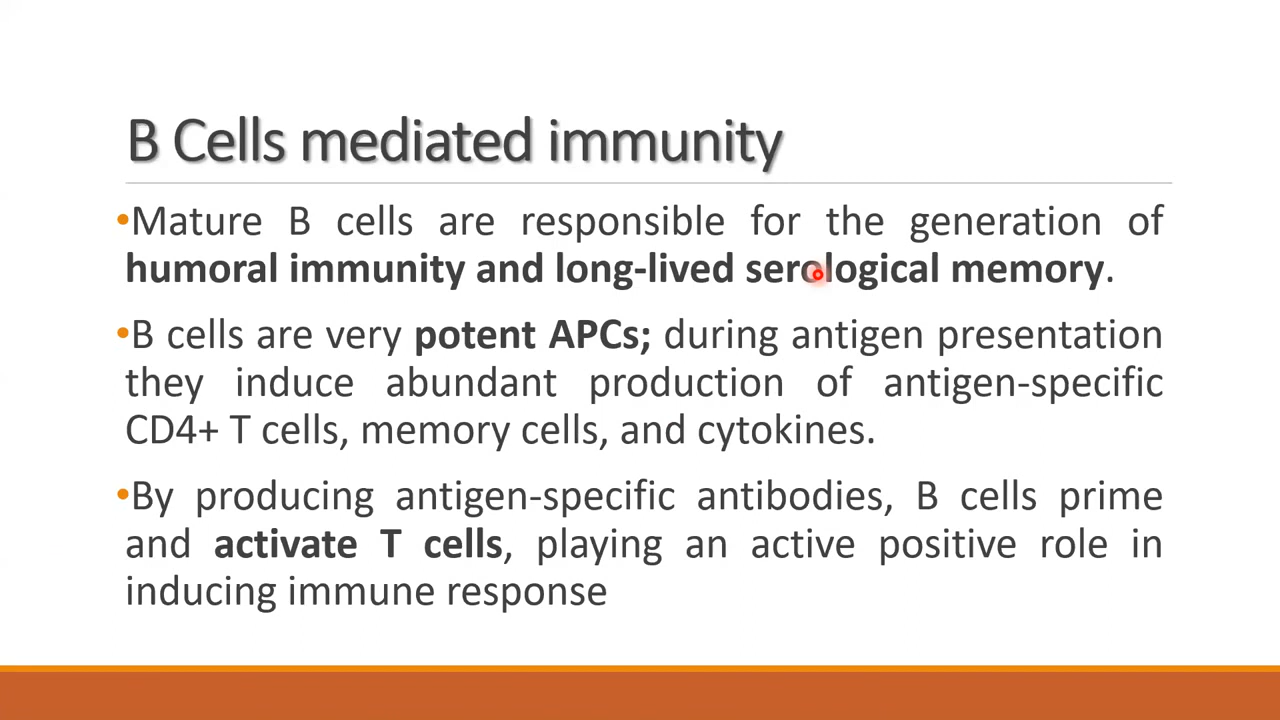 B Cells mediated immunity
•Mature B cells are responsible for the generation of
humoral immunity and long-lived serological memory.
•B cells are very potent APCs; during antigen presentation
they induce abundant production of antigen-specific
CD4+ T cells, memory cells, and cytokines.
•By producing antigen-specific antibodies, B cells prime
and activate T cells, playing an active positive role in
inducing immune response